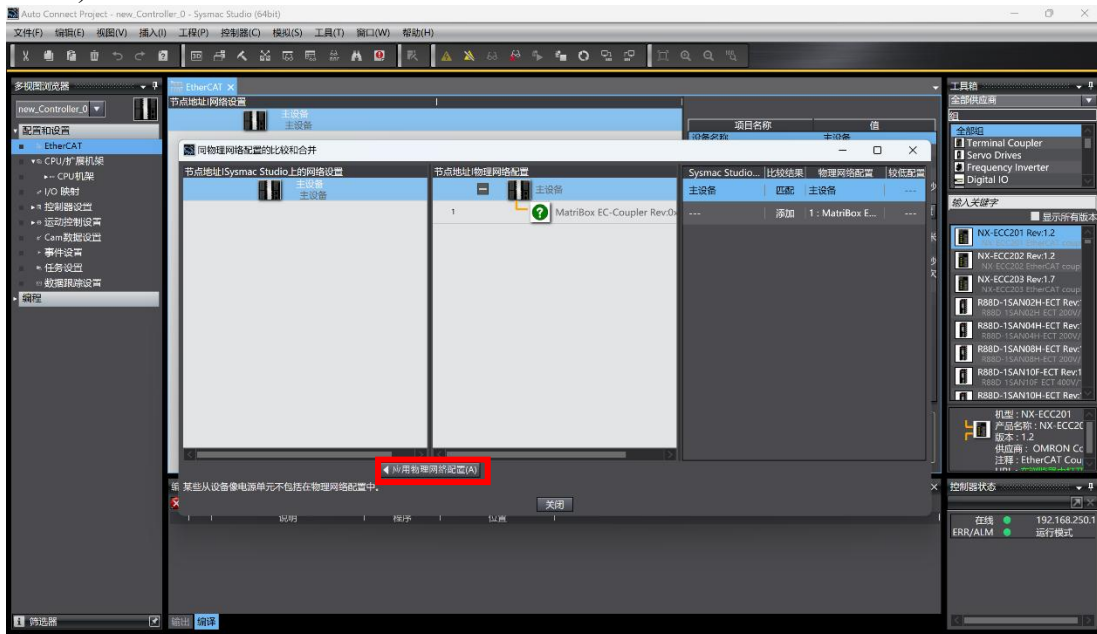 Auto Connect Project - new_Controller_0 - Sysmac Studio (64bit)
文件(F) 编辑(E) 视图(V) 插入(I) 工程(P) 控制器(C) 模拟(S) 工具(T) 窗口(W) 帮助(H)
多视图浏览器
new_Controller_0
配置和设置
EtherCAT
CPU/扩展机架
CPU机架
I/O 映射
控制器设置
运动控制设置
Cam数据设置
事件设置
任务设置
数据跟踪设置
编程
筛选器
EtherCAT
节点地址|网络设置
主设备
主设备
项目名称 值
设备名称 主设备
同物理网络配置的比较和合并
节点地址|Sysmac Studio上的网络设置
主设备
主设备
节点地址|物理网络配置
主设备
1 MatriBox EC-Coupler Rev:0x
Sysmac Studio... 比较结果 物理网络配置 较低配置
主设备 匹配 主设备 ---
--- 添加 1 : MatriBox E... ---
应用物理网络配置(A)
某些从设备像电源单元不包括在物理网络配置中。
关闭
说明 程序 位置
输出 编译
工具箱
全部供应商
组
全部组
Terminal Coupler
Servo Drives
Frequency Inverter
Digital IO
输入关键字
显示所有版本
NX-ECC201 Rev:1.2
NX-ECC202 Rev:1.2
NX-ECC202 EtherCAT coup
NX-ECC203 Rev:1.7
NX-ECC203 EtherCAT coup
R88D-1SAN02H-ECT Rev:
R88D-1SAN02H-ECT 200V/
R88D-1SAN04H-ECT Rev:
R88D-1SAN04H-ECT 200V/
R88D-1SAN08H-ECT Rev:
R88D-1SAN08H-ECT 200V/
R88D-1SAN10F-ECT Rev:1
R88D-1SAN10F-ECT 400V/
R88D-1SAN10H-ECT Rev:
机型 : NX-ECC201
产品名称 : NX-ECC20
版本 : 1.2
供应商 : OMRON Co
注释 : EtherCAT Cou
控制器状态
在线 192.168.250.1
ERR/ALM 运行模式